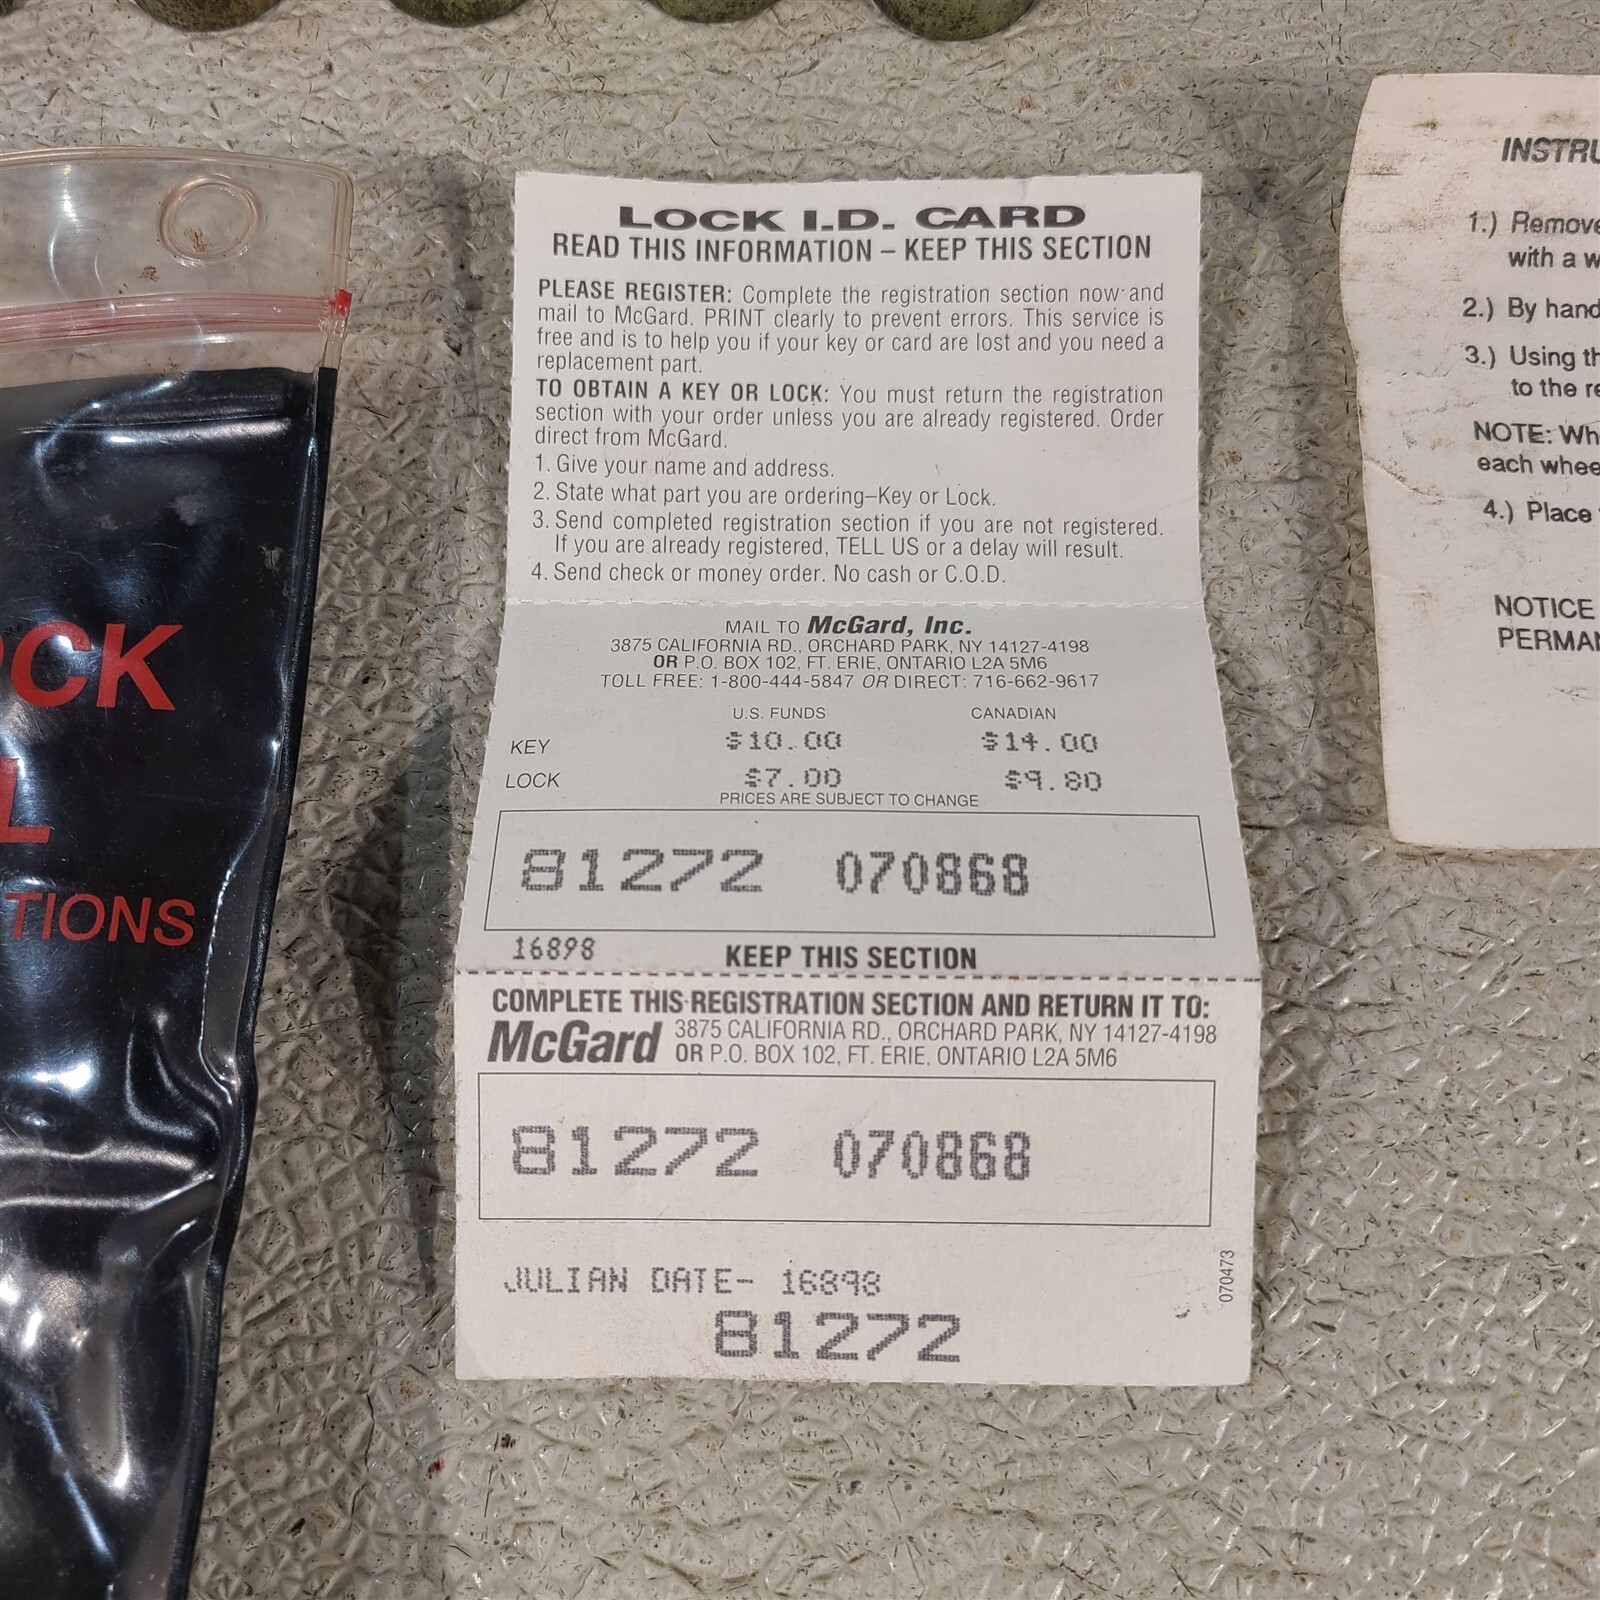 LOCK I.D. CARD
READ THIS INFORMATION – KEEP THIS SECTION
PLEASE REGISTER: Complete the registration section now and
mail to McGard. PRINT clearly to prevent errors. This service is
free and is to help you if your key or card are lost and you need a
replacement part.
TO OBTAIN A KEY OR LOCK: You must return the registration
section with your order unless you are already registered. Order
direct from McGard.
1. Give your name and address.
2. State what part you are ordering–Key or Lock.
3. Send completed registration section if you are not registered.
If you are already registered, TELL US or a delay will result.
4. Send check or money order. No cash or C.O.D.
MAIL TO McGard, Inc.
3875 CALIFORNIA RD., ORCHARD PARK, NY 14127-4198
OR P.O. BOX 102, FT. ERIE, ONTARIO L2A 5M6
TOLL FREE: 1-800-444-5847 OR DIRECT: 716-662-9617
U.S. FUNDS CANADIAN
KEY $10.00 $14.00
LOCK $7.00 $9.80
PRICES ARE SUBJECT TO CHANGE
81272 070868
16898 KEEP THIS SECTION
COMPLETE THIS REGISTRATION SECTION AND RETURN IT TO:
McGard 3875 CALIFORNIA RD., ORCHARD PARK, NY 14127-4198
OR P.O. BOX 102, FT. ERIE, ONTARIO L2A 5M6
81272 070868
JULIAN DATE- 16898
81272
070473
OCK
L
TIONS
INSTRU
1.) Remove
with a w
2.) By hand
3.) Using th
to the re
NOTE: Wh
each whee
4.) Place
NOTICE
PERMAN